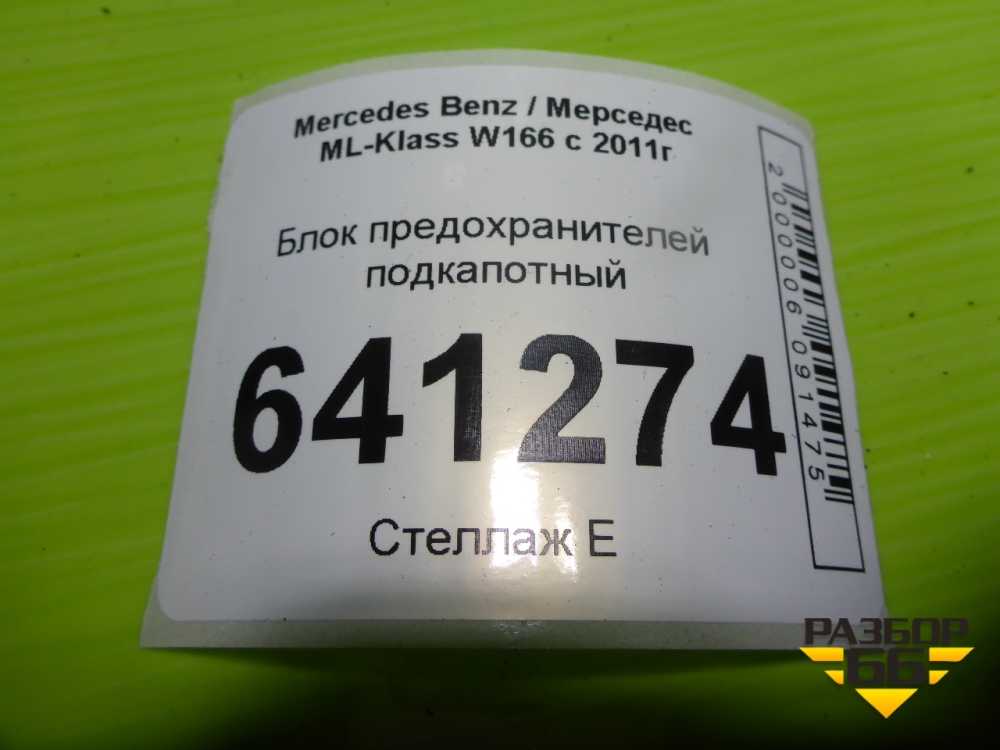 Mercedes Benz / Мерседес
ML-Klass W166 с 2011г
Блок предохранителей
подкапотный
641274
Стеллаж Е
2000006091475
РАЗБОР
66